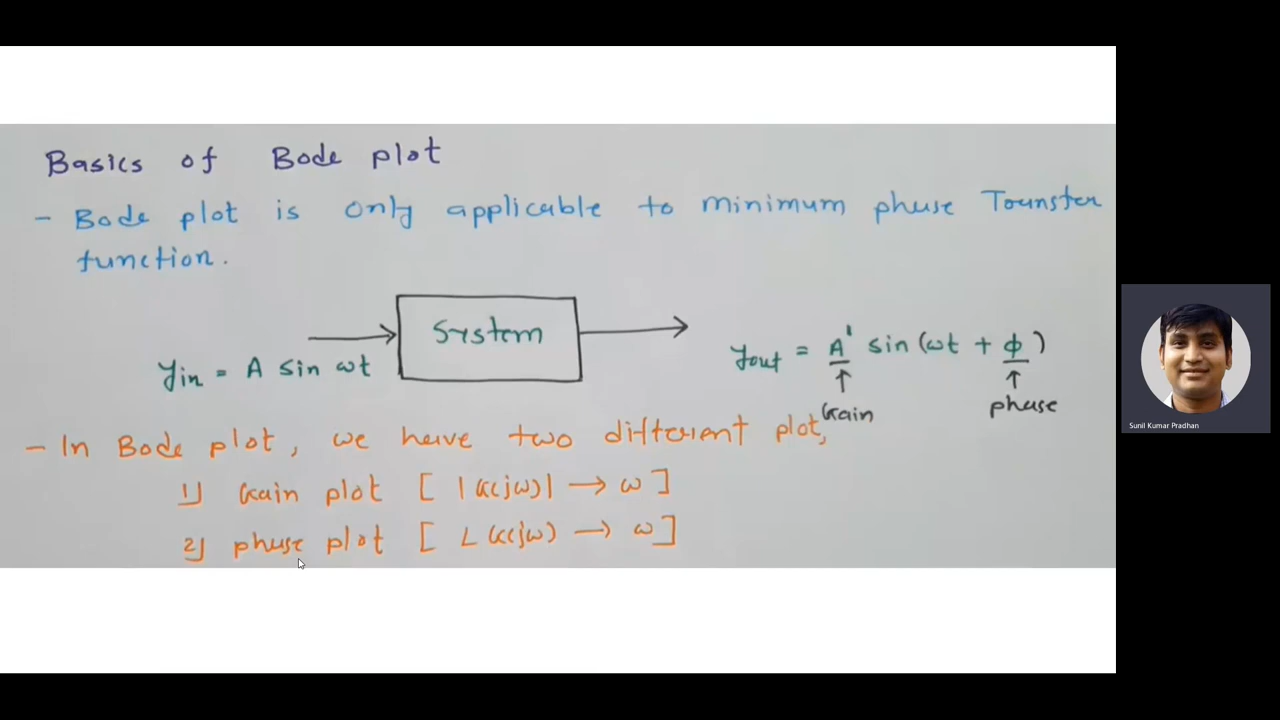 Basics of Bode plot
- Bode plot is only applicable to minimum phase Transfer
function.
System
yin = A sin ωt
yout = A' sin (ωt + ϕ)
Gain
phase
- In Bode plot, we have two different plot,
1) Gain plot [ |G(jω)| → ω ]
2) phase plot [ ∠G(jω) → ω ]
Sunil Kumar Pradhan